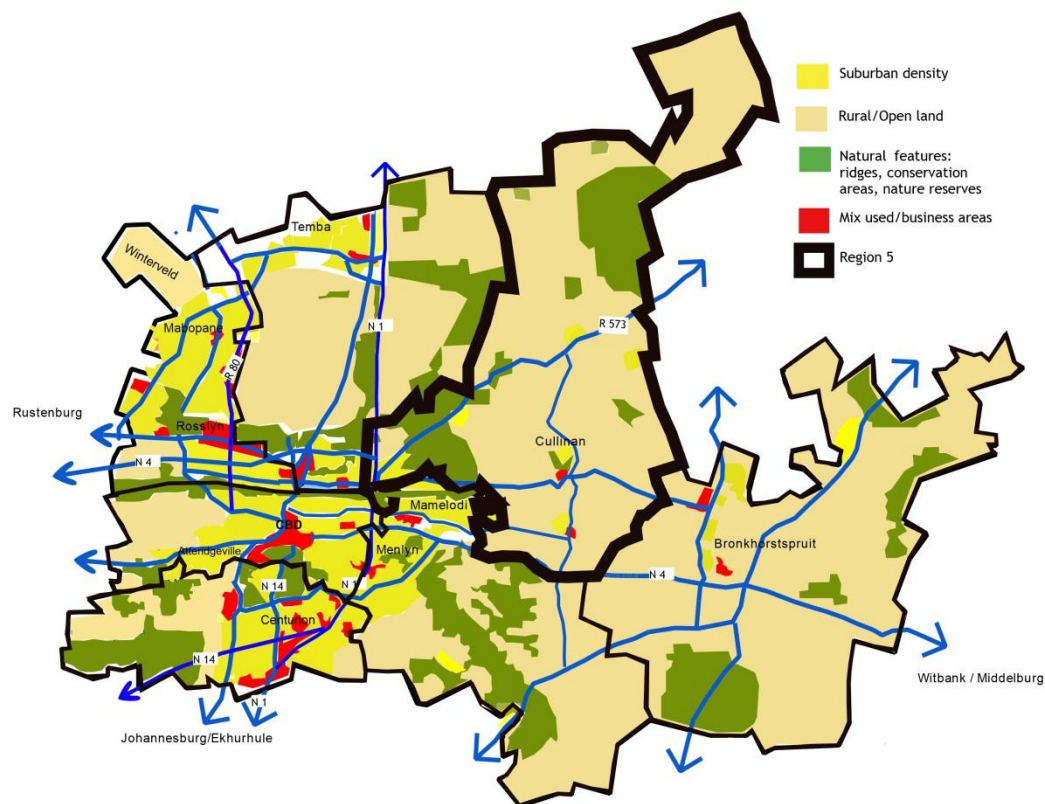 Suburban density
Rural/Open land
Natural features:
ridges, conservation
areas, nature reserves
Mix used/business areas
Region 5
Temba
Winterveld
N 1
R 573
Mabopane
R 80
Rustenburg
Rosslyn
Cullinan
N 4
Mamelodi
CBD
Bronkhorstspruit
Atteridgeville
Menlyn
N 4
N 1
N 14
Centurion
N 14
Witbank / Middelburg
N 1
Johannesburg/Ekhurhule